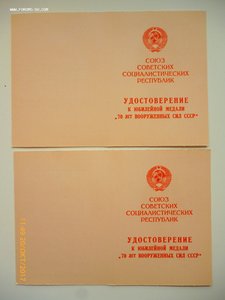 СОЮЗ
СОВЕТСКИХ
СОЦИАЛИСТИЧЕСКИХ
РЕСПУБЛИК
УДОСТОВЕРЕНИЕ
К ЮБИЛЕЙНОЙ МЕДАЛИ
„70 ЛЕТ ВООРУЖЕННЫХ СИЛ СССР"
СОЮЗ
СОВЕТСКИХ
СОЦИАЛИСТИЧЕСКИХ
РЕСПУБЛИК
УДОСТОВЕРЕНИЕ
К ЮБИЛЕЙНОЙ МЕДАЛИ
„70 ЛЕТ ВООРУЖЕННЫХ СИЛ СССР"